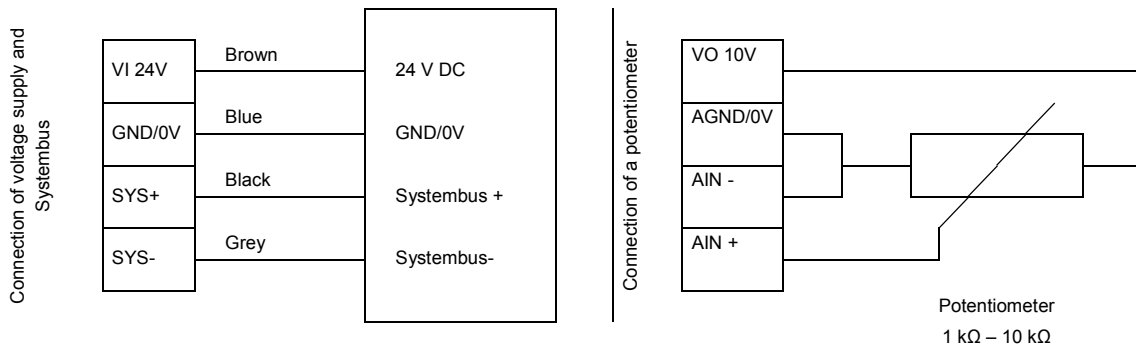 Connection of voltage supply and
Systembus
VI 24V
Brown
24 V DC
GND/0V
Blue
GND/0V
SYS+
Black
Systembus +
SYS-
Grey
Systembus-
Connection of a potentiometer
VO 10V
AGND/0V
AIN -
AIN +
Potentiometer
1 kΩ – 10 kΩ